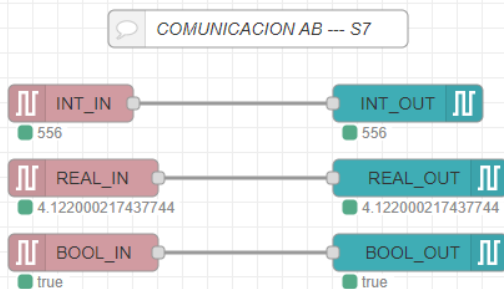 COMUNICACION AB --- S7
INT_IN INT_OUT
556 556
REAL_IN REAL_OUT
4.122000217437744 4.122000217437744
BOOL_IN BOOL_OUT
true true